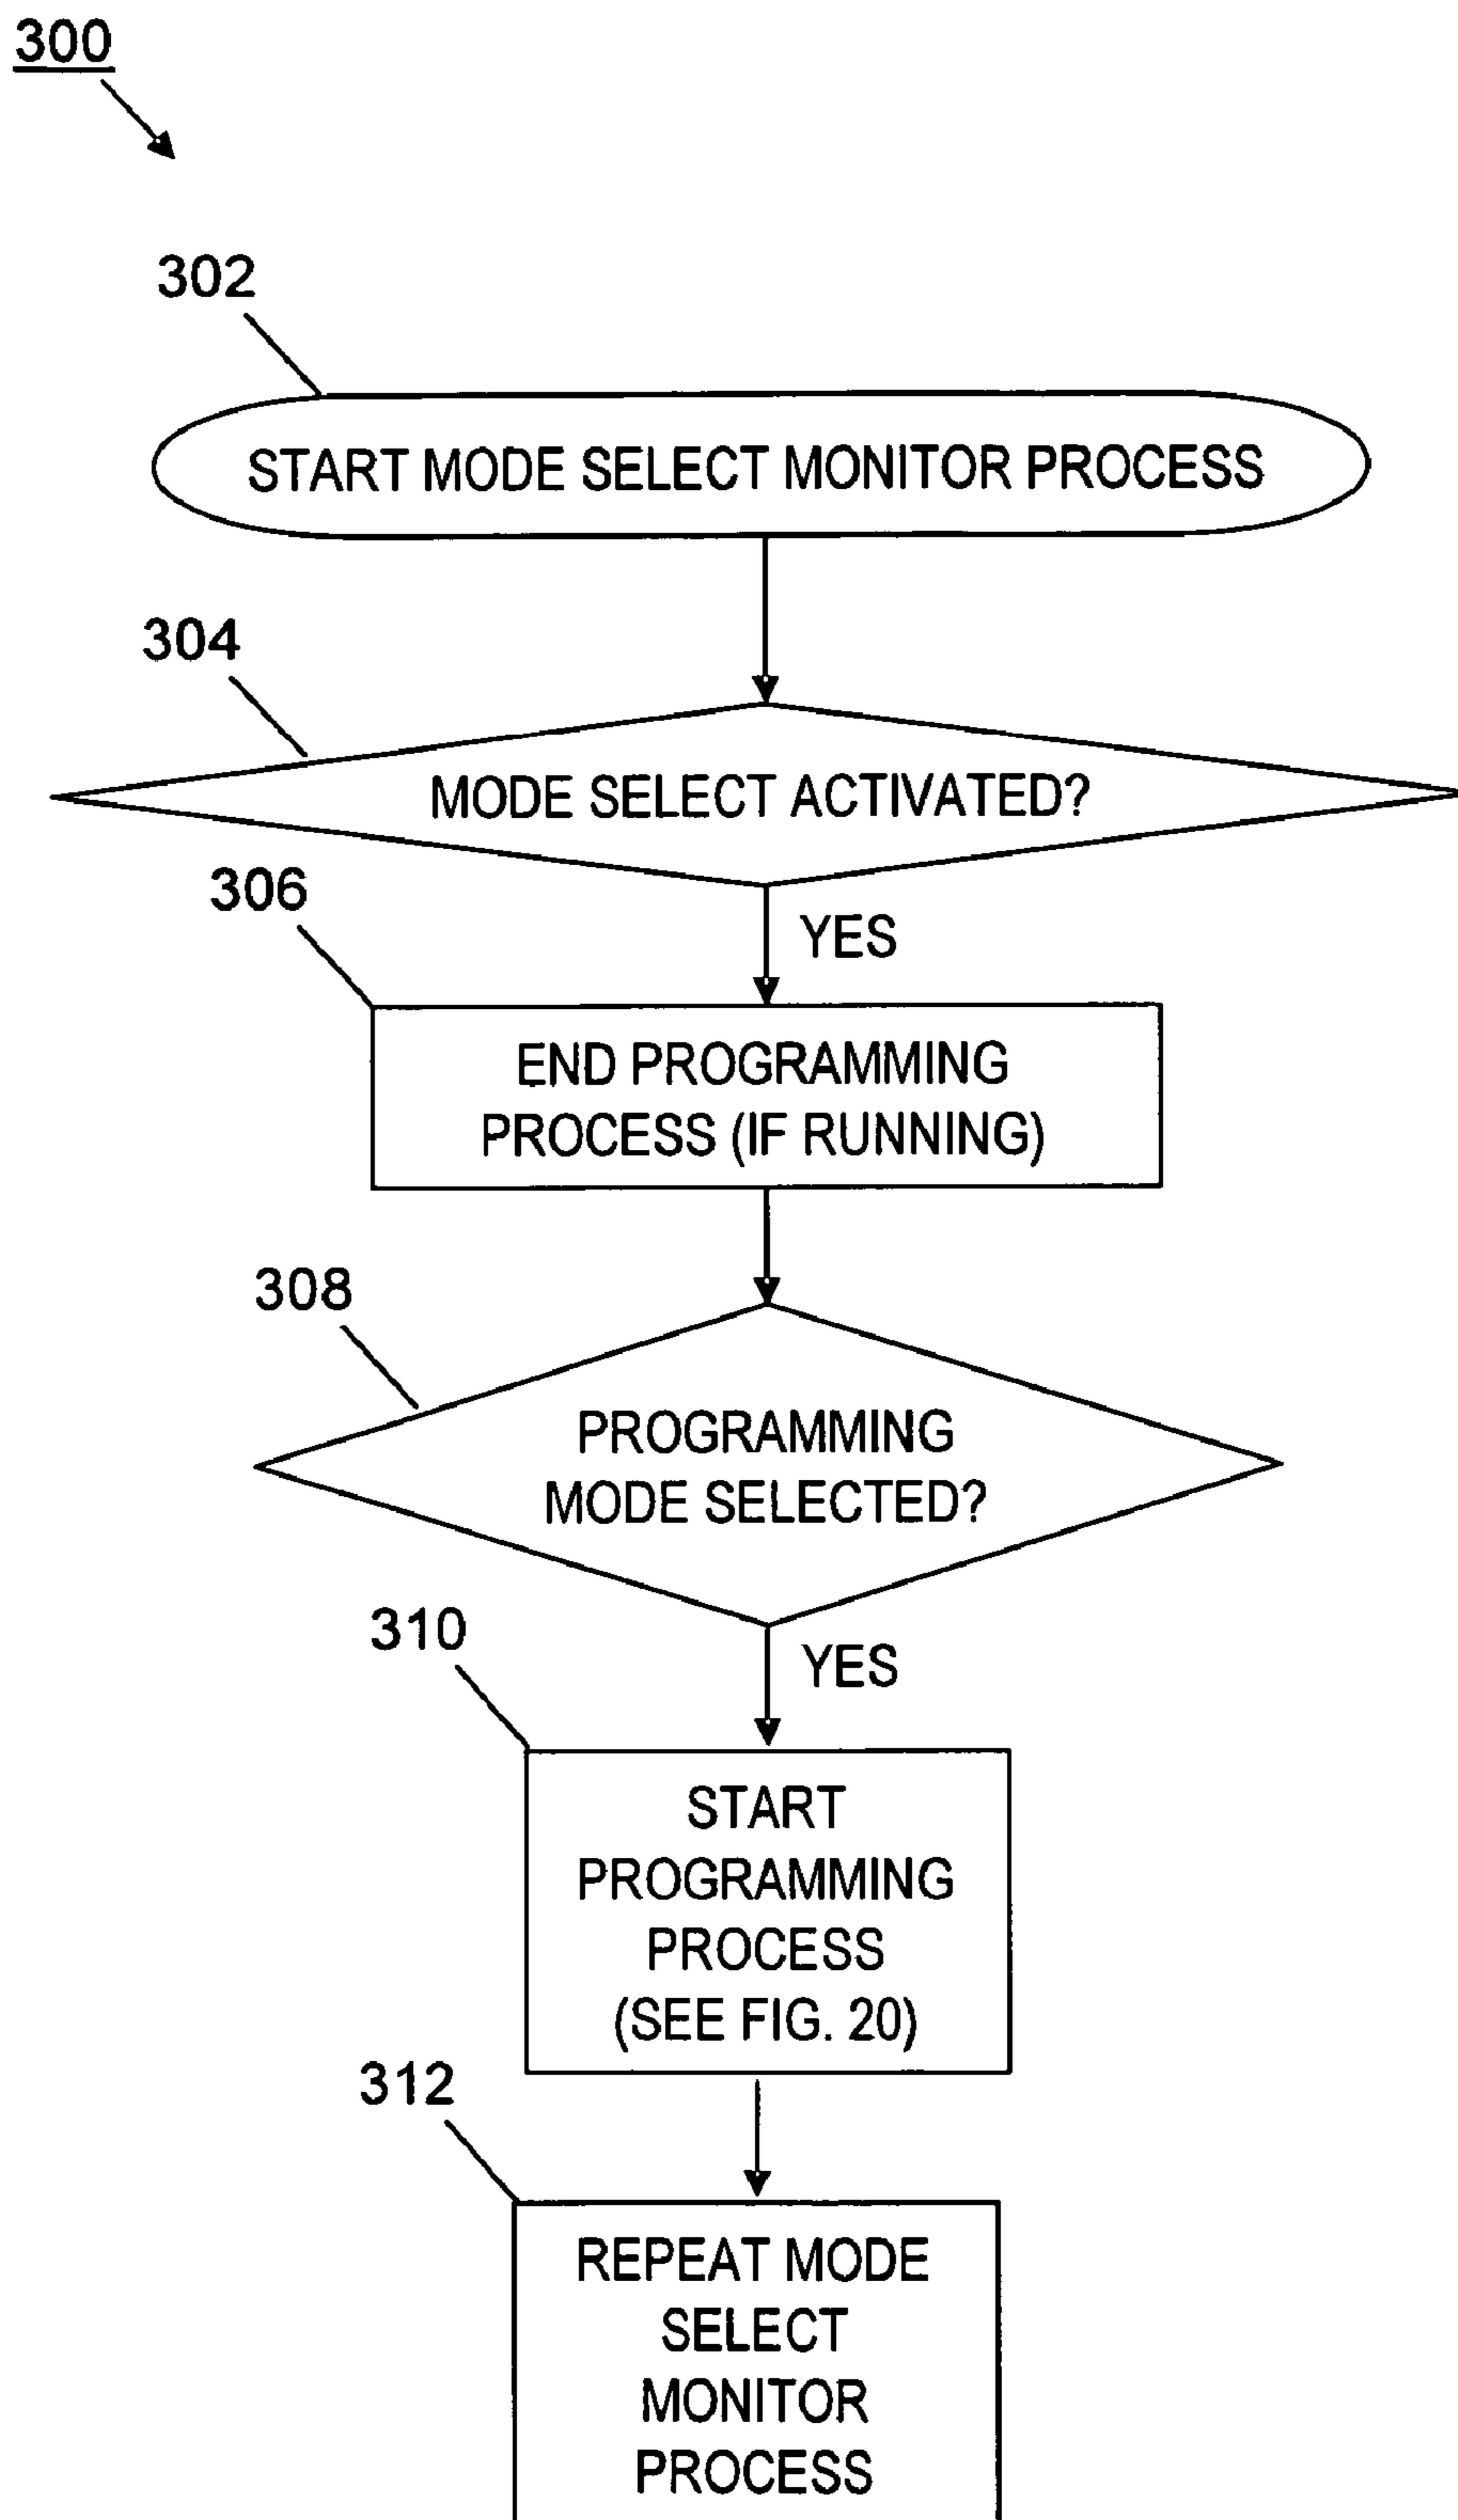 300
302
START MODE SELECT MONITOR PROCESS
304
MODE SELECT ACTIVATED?
306
YES
END PROGRAMMING
PROCESS (IF RUNNING)
308
PROGRAMMING
MODE SELECTED?
310
YES
START
PROGRAMMING
PROCESS
(SEE FIG. 20)
312
REPEAT MODE
SELECT
MONITOR
PROCESS